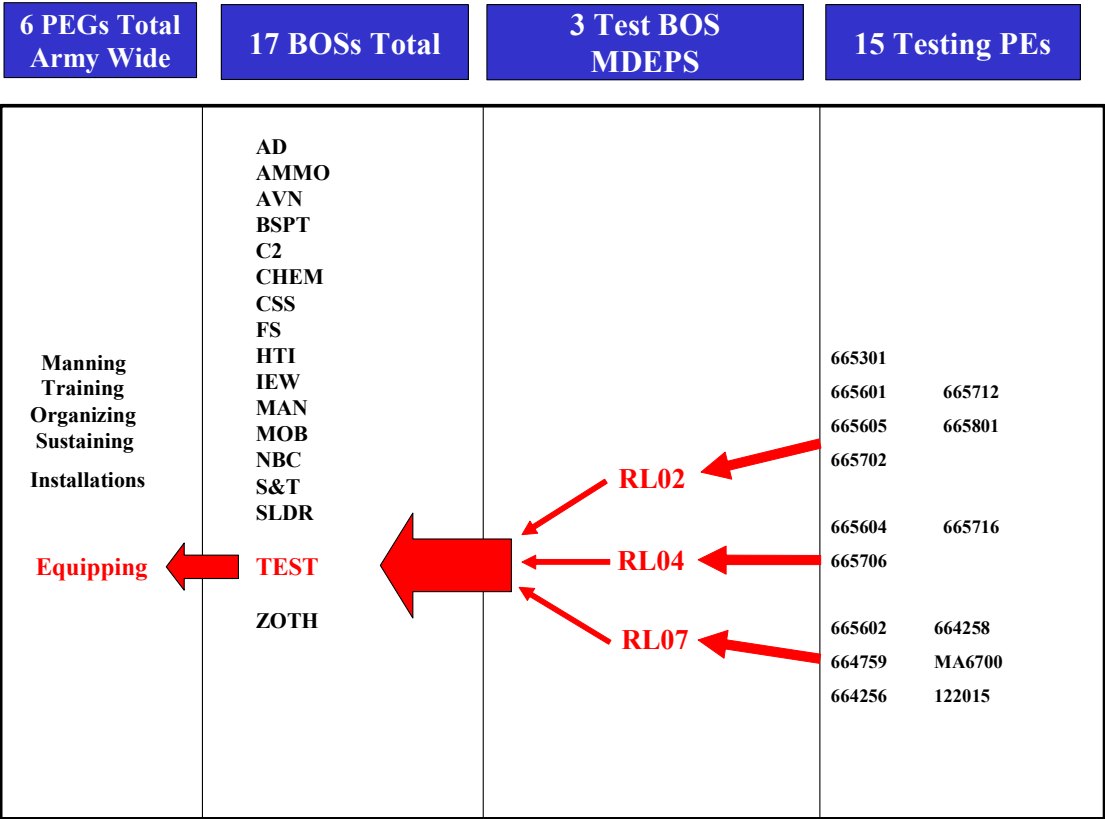 6 PEGs Total
Army Wide
17 BOSs Total
3 Test BOS
MDEPS
15 Testing PEs
Manning
Training
Organizing
Sustaining
Installations
Equipping
AD
AMMO
AVN
BSPT
C2
CHEM
CSS
FS
HTI
IEW
MAN
MOB
NBC
S&T
SLDR
TEST
ZOTH
RL02
RL04
RL07
665301
665601 665712
665605 665801
665702
665604 665716
665706
665602 664258
664759 MA6700
664256 122015